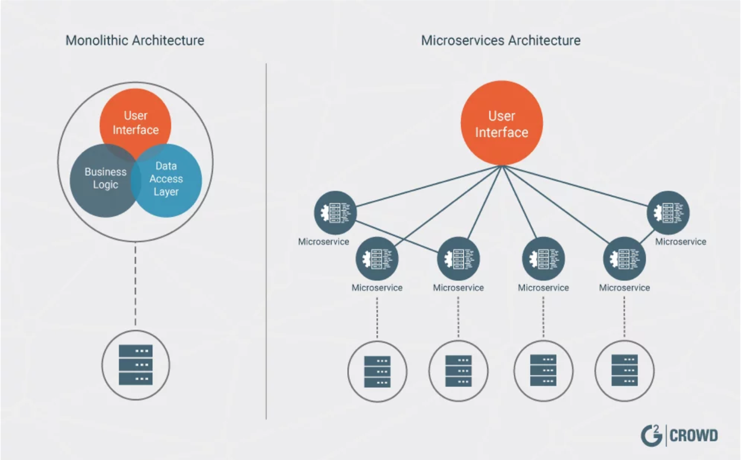 Monolithic Architecture
User
Interface
Business
Logic
Data
Access
Layer
Microservices Architecture
User
Interface
Microservice
Microservice
Microservice
Microservice
Microservice
Microservice
G2 | CROWD